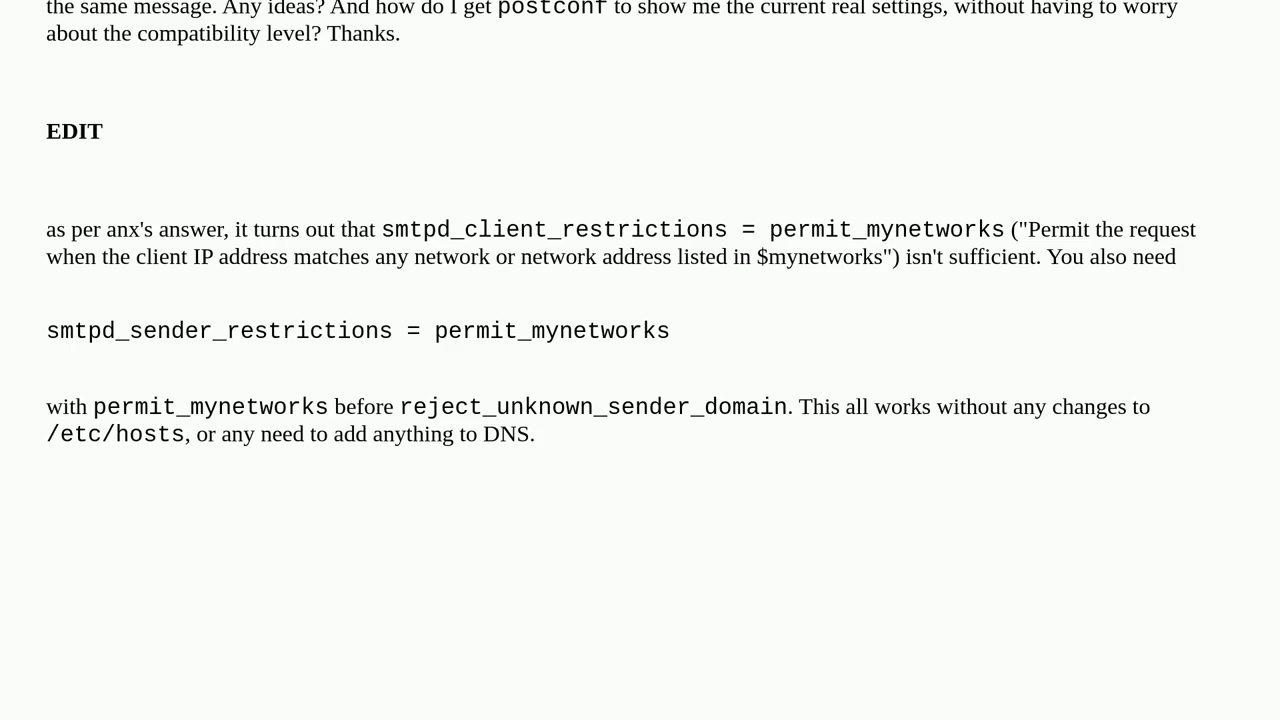 the same message. Any ideas? And how do I get postconf to show me the current real settings, without having to worry
about the compatibility level? Thanks.
EDIT
as per anx's answer, it turns out that smtpd_client_restrictions = permit_mynetworks ("Permit the request
when the client IP address matches any network or network address listed in $mynetworks") isn't sufficient. You also need
smtpd_sender_restrictions = permit_mynetworks
with permit_mynetworks before reject_unknown_sender_domain. This all works without any changes to
/etc/hosts, or any need to add anything to DNS.